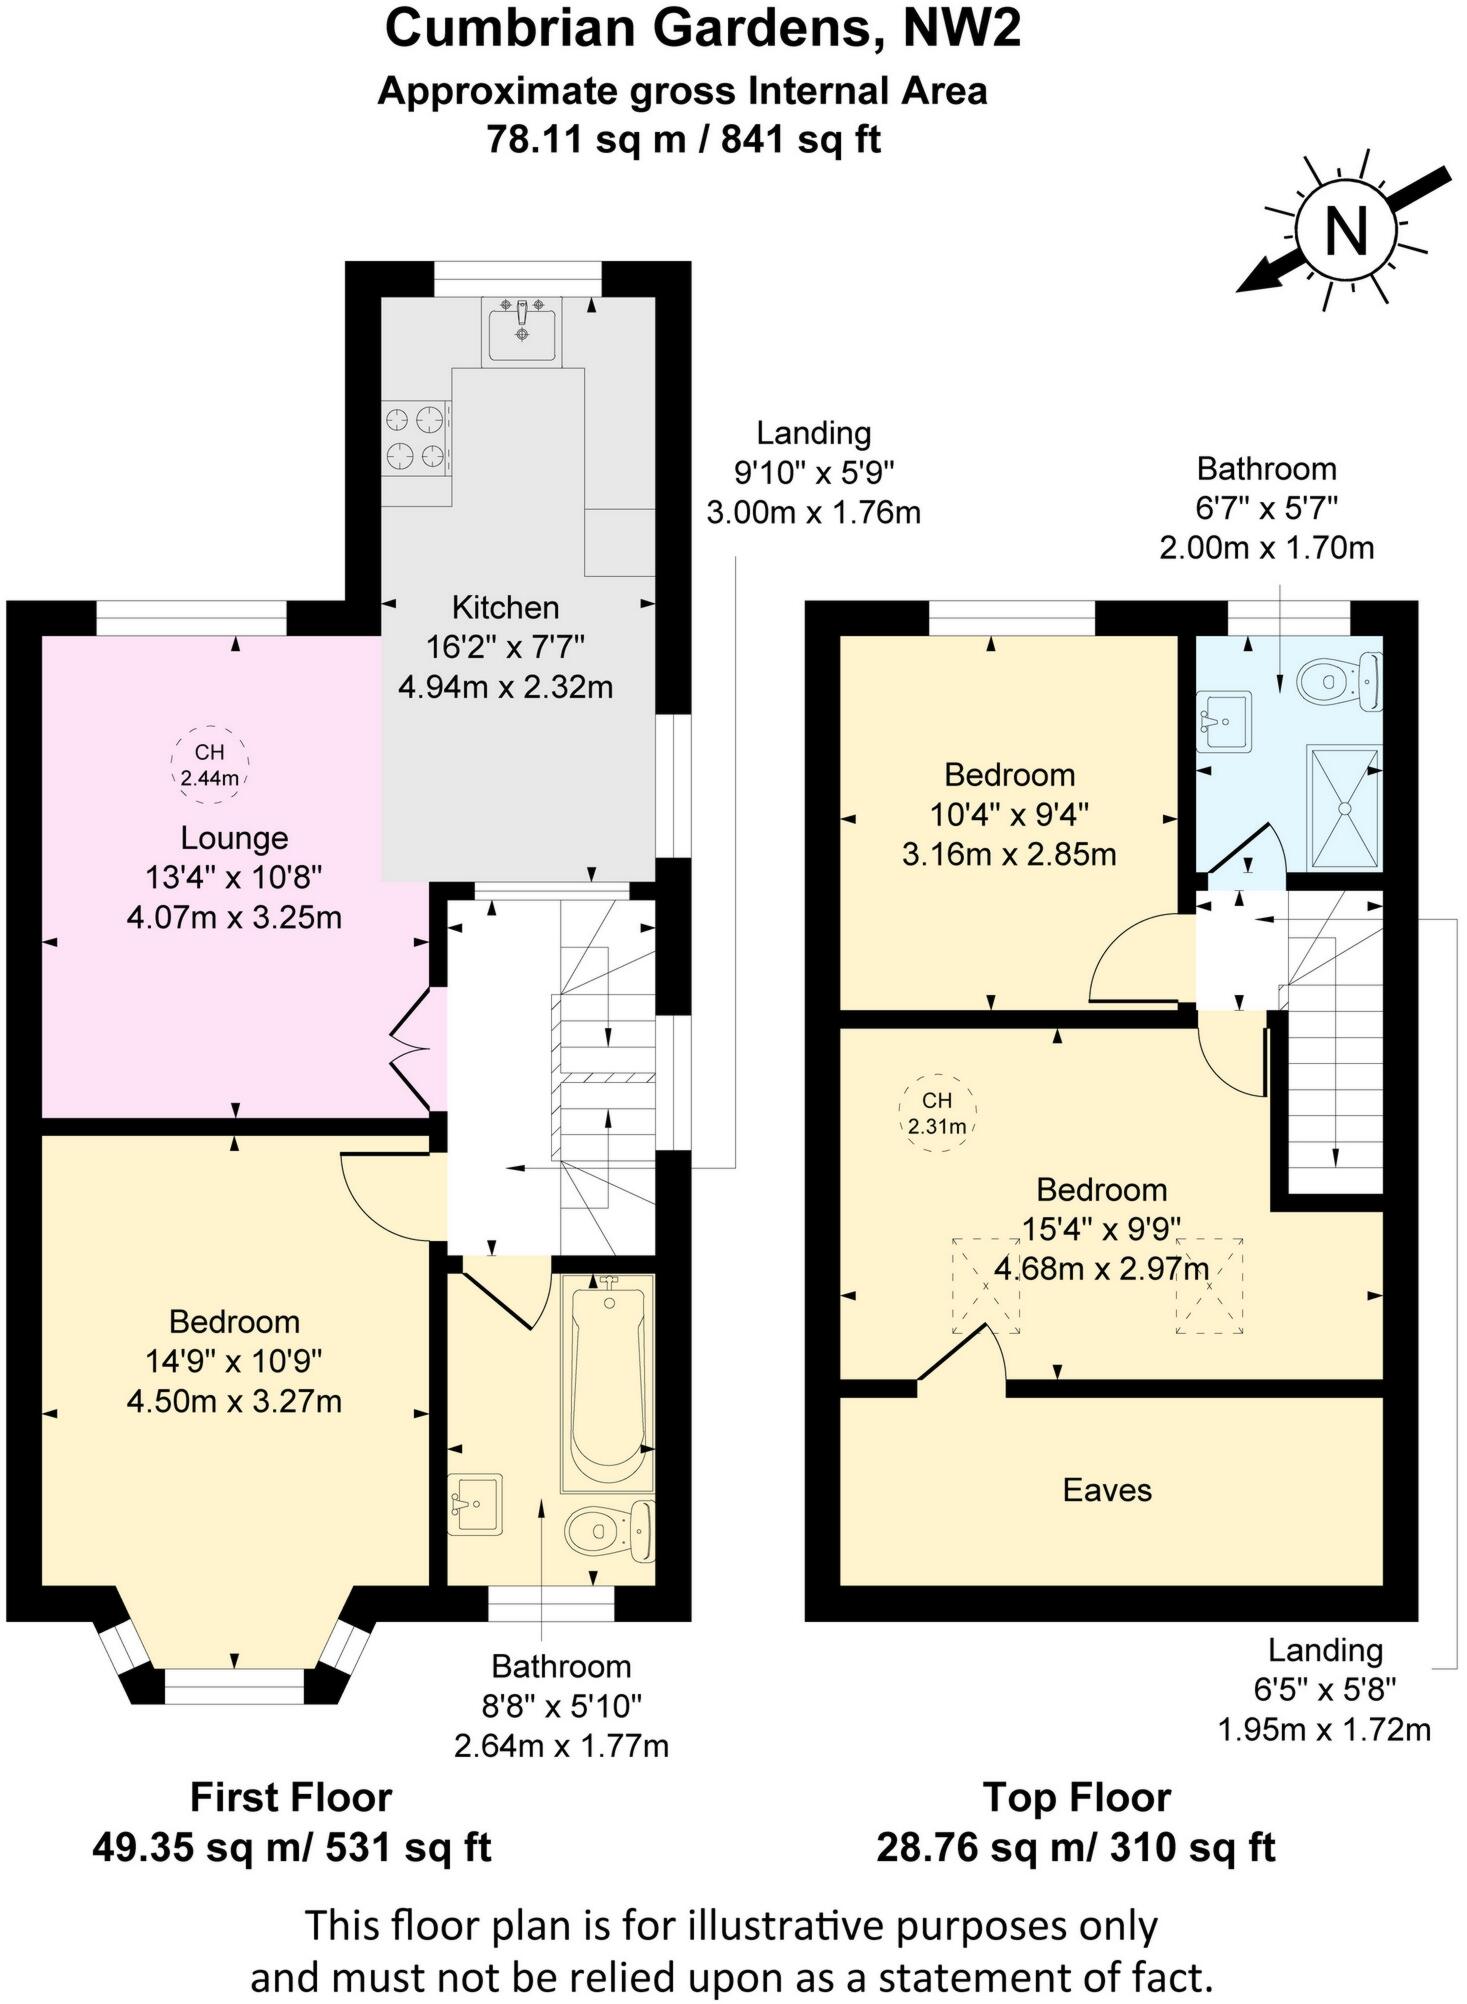 Cumbrian Gardens, NW2
Approximate gross Internal Area
78.11 sq m / 841 sq ft
N
Landing
9'10" x 5'9"
3.00m x 1.76m
Bathroom
6'7" x 5'7"
2.00m x 1.70m
Kitchen
16'2" x 7'7"
4.94m x 2.32m
CH
2.44m
Lounge
13'4" x 10'8"
4.07m x 3.25m
Bedroom
10'4" x 9'4"
3.16m x 2.85m
CH
2.31m
Bedroom
15'4" x 9'9"
4.68m x 2.97m
Bedroom
14'9" x 10'9"
4.50m x 3.27m
Eaves
Bathroom
8'8" x 5'10"
2.64m x 1.77m
Landing
6'5" x 5'8"
1.95m x 1.72m
First Floor
49.35 sq m/ 531 sq ft
Top Floor
28.76 sq m/ 310 sq ft
This floor plan is for illustrative purposes only
and must not be relied upon as a statement of fact.